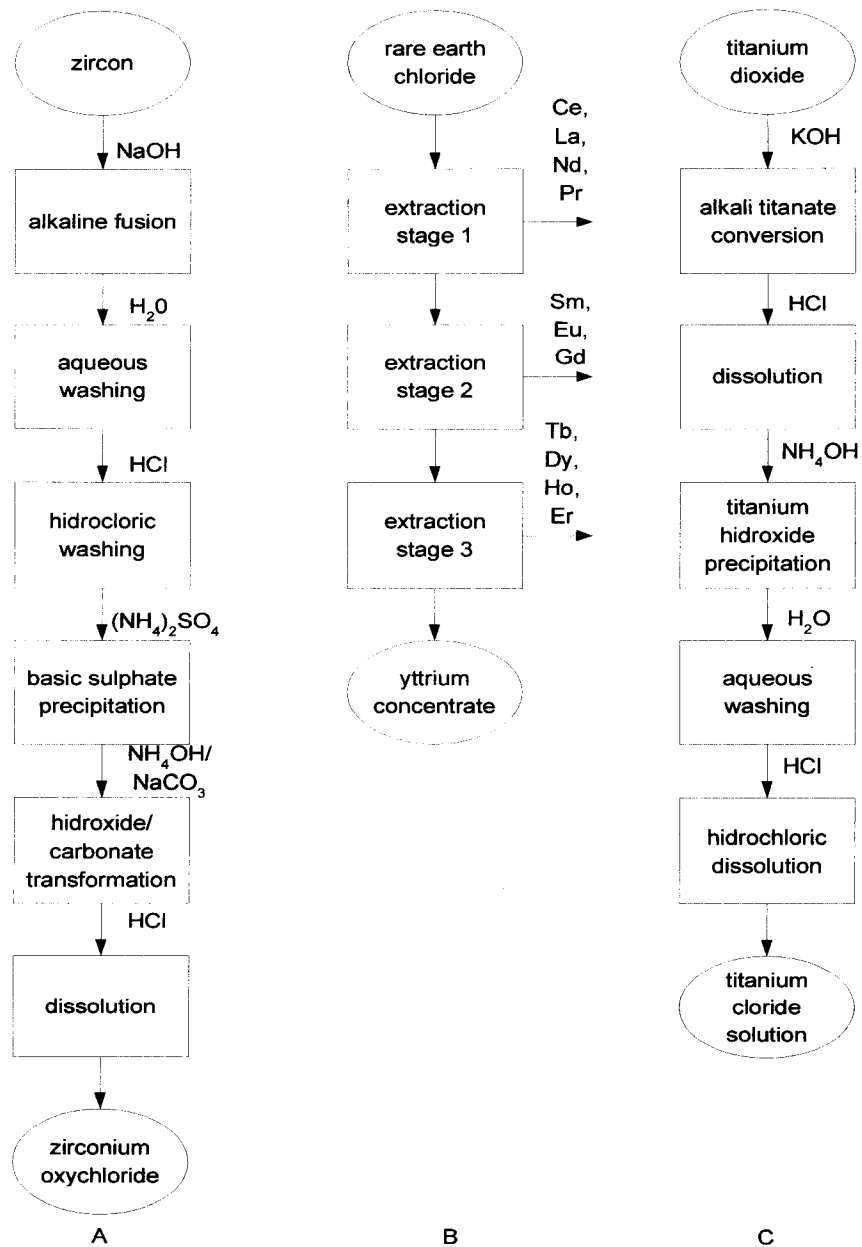 zircon
NaOH
alkaline fusion
H₂0
aqueous
washing
HCl
hidrocloric
washing
(NH₄)₂SO₄
basic sulphate
precipitation
NH₄OH/
NaCO₃
hidroxide/
carbonate
transformation
HCl
dissolution
zirconium
oxychloride
A
rare earth
chloride
Ce,
La,
Nd,
Pr
extraction
stage 1
Sm,
Eu,
Gd
extraction
stage 2
Tb,
Dy,
Ho,
Er
extraction
stage 3
yttrium
concentrate
B
titanium
dioxide
KOH
alkali titanate
conversion
HCl
dissolution
NH₄OH
titanium
hidroxide
precipitation
H₂O
aqueous
washing
HCl
hidrochloric
dissolution
titanium
cloride
solution
C